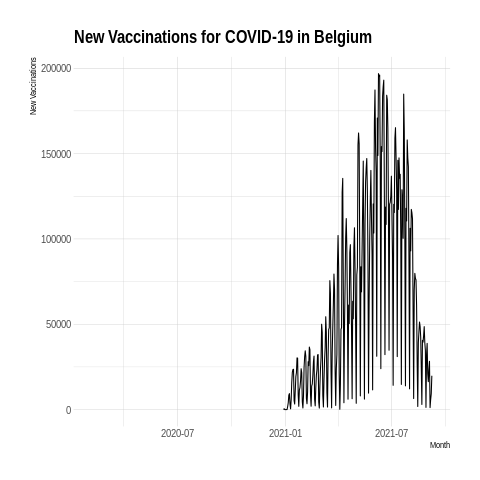 New Vaccinations for COVID-19 in Belgium
New Vaccinations
200000
150000
100000
50000
0
2020-07
2021-01
2021-07
Month